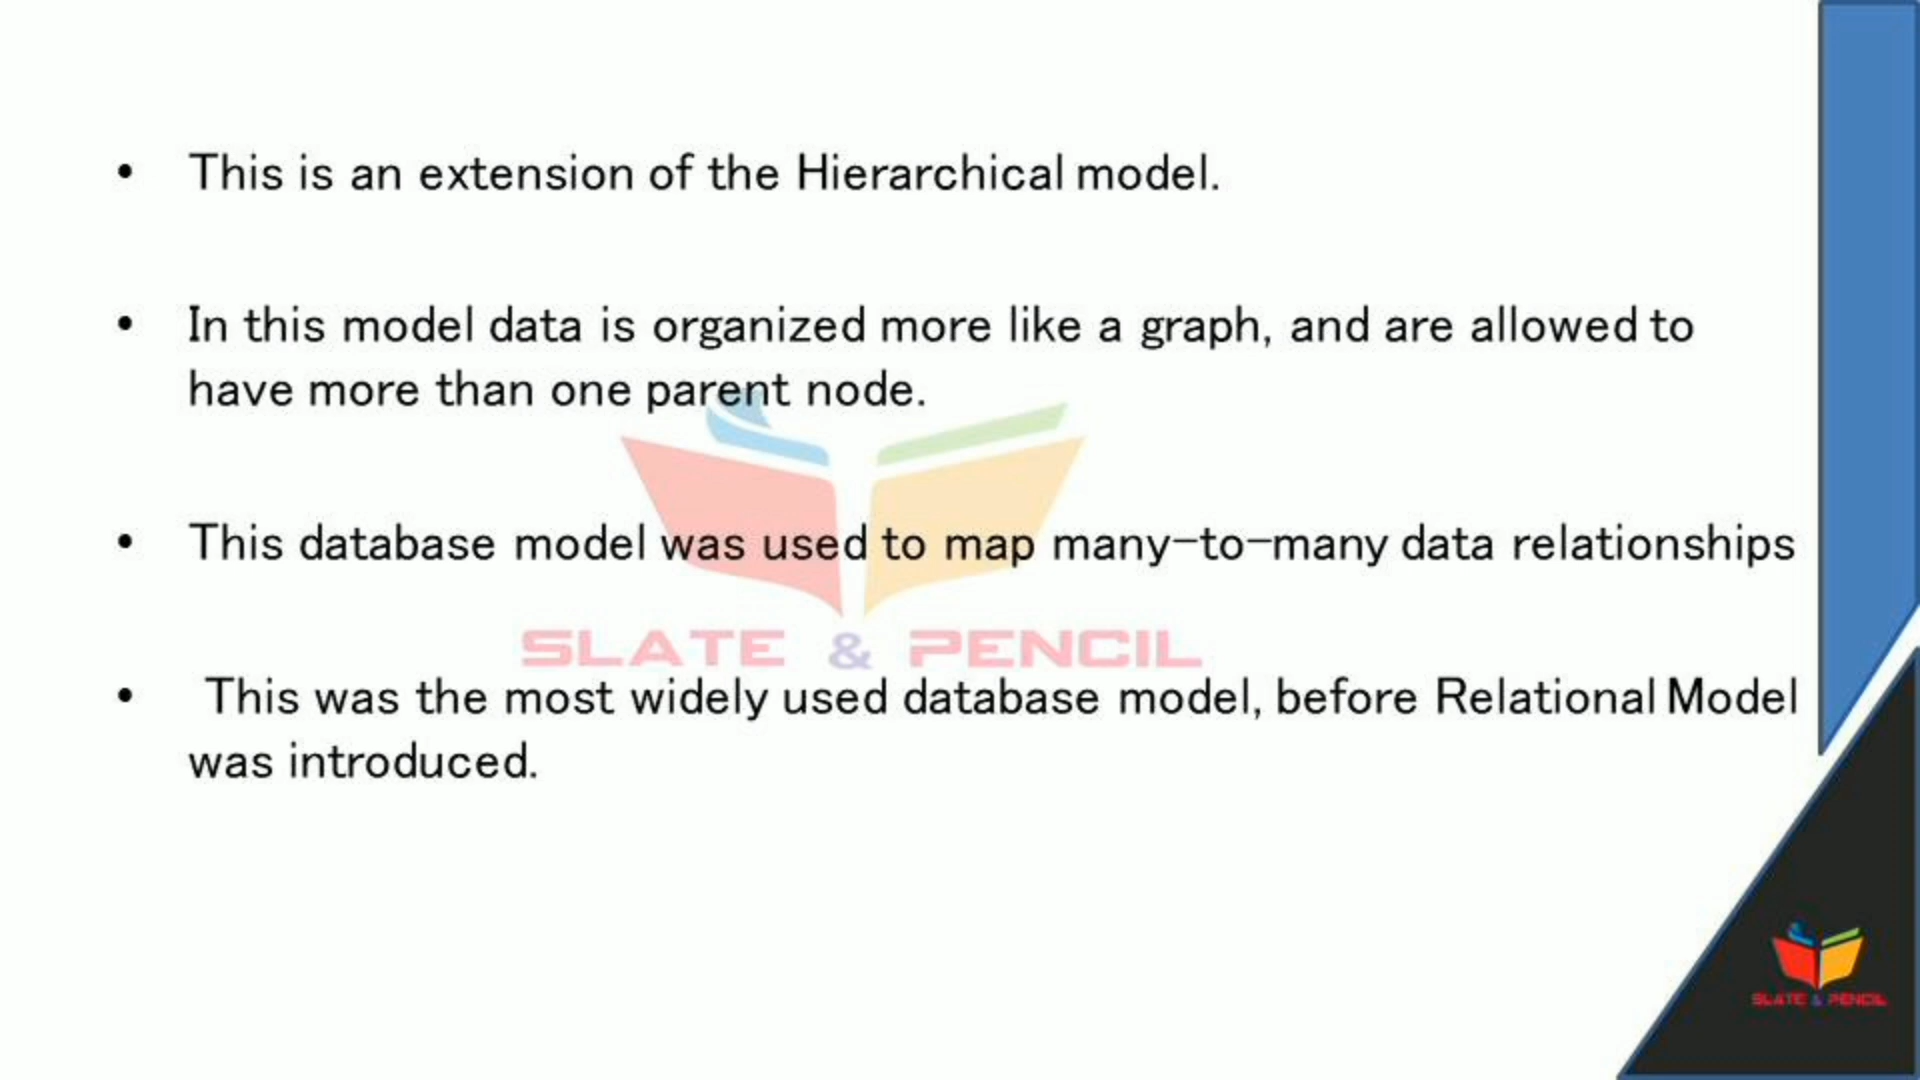 • This is an extension of the Hierarchical model.
• In this model data is organized more like a graph, and are allowed to
have more than one parent node.
• This database model was used to map many-to-many data relationships
SLATE & PENCIL
• This was the most widely used database model, before Relational Model
was introduced.
SLATE & PENCIL